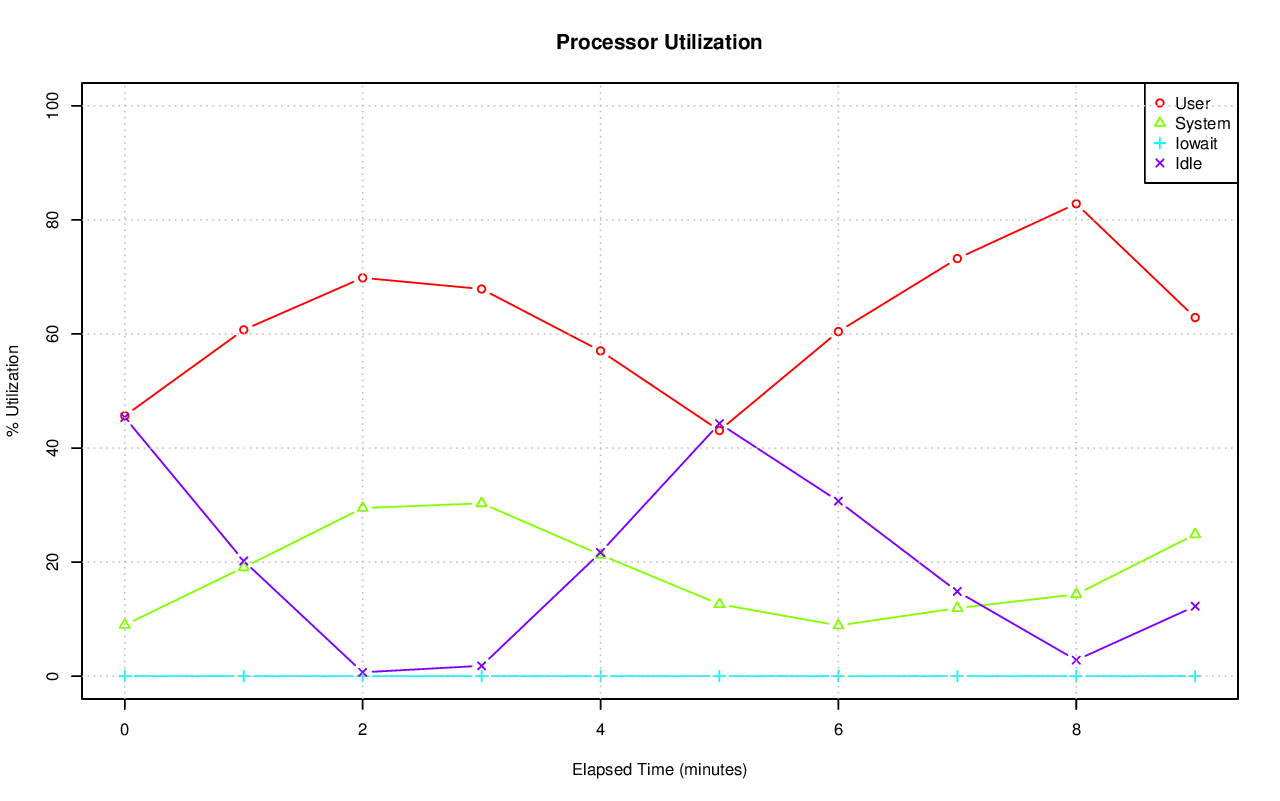 Processor Utilization
User
System
Iowait
Idle
100
80
60
40
20
0
% Utilization
0 2 4 6 8
Elapsed Time (minutes)